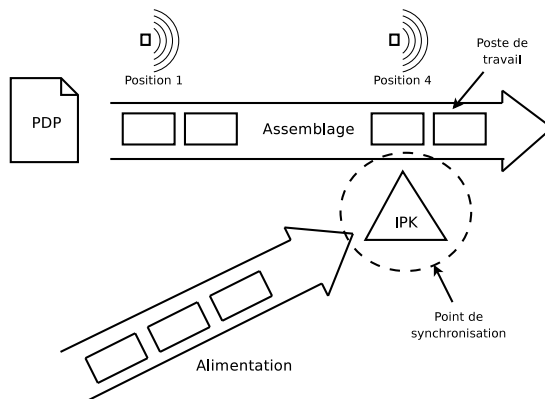 Position 1
Position 4
Poste de
travail
PDP
Assemblage
IPK
Point de
synchronisation
Alimentation